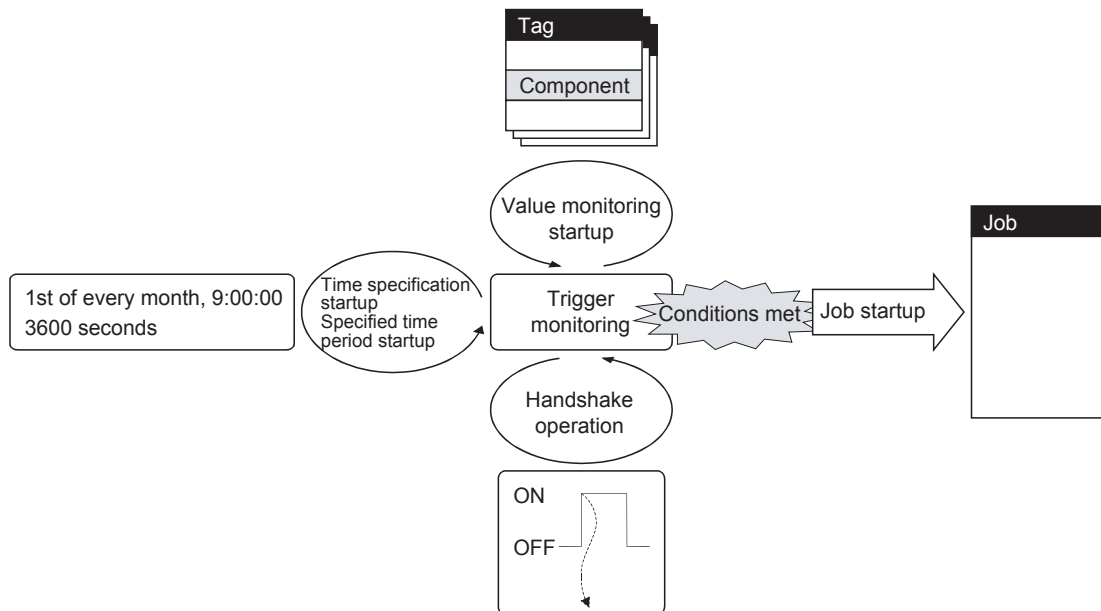 Tag
Component
Value monitoring
startup
1st of every month, 9:00:00
3600 seconds
Time specification
startup
Specified time
period startup
Trigger
monitoring
Conditions met
Job startup
Job
Handshake
operation
ON
OFF